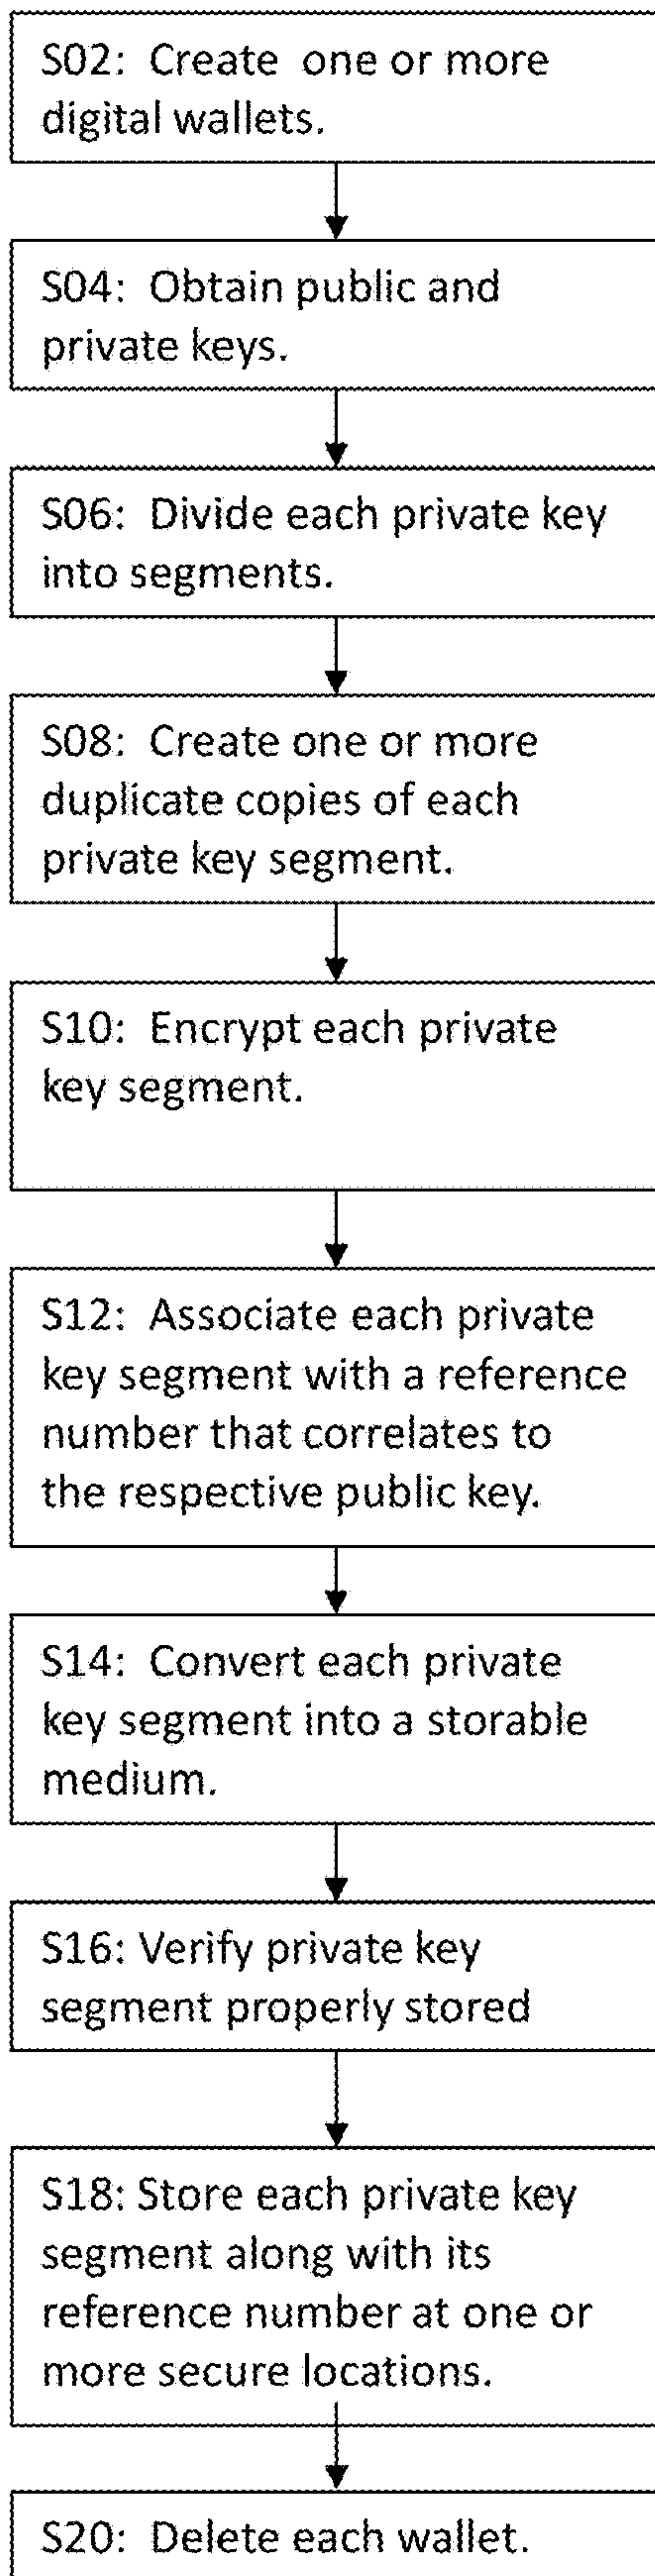 S02: Create one or more
digital wallets.
S04: Obtain public and
private keys.
S06: Divide each private key
into segments.
S08: Create one or more
duplicate copies of each
private key segment.
S10: Encrypt each private
key segment.
S12: Associate each private
key segment with a reference
number that correlates to
the respective public key.
S14: Convert each private
key segment into a storable
medium.
S16: Verify private key
segment properly stored
S18: Store each private key
segment along with its
reference number at one or
more secure locations.
S20: Delete each wallet.